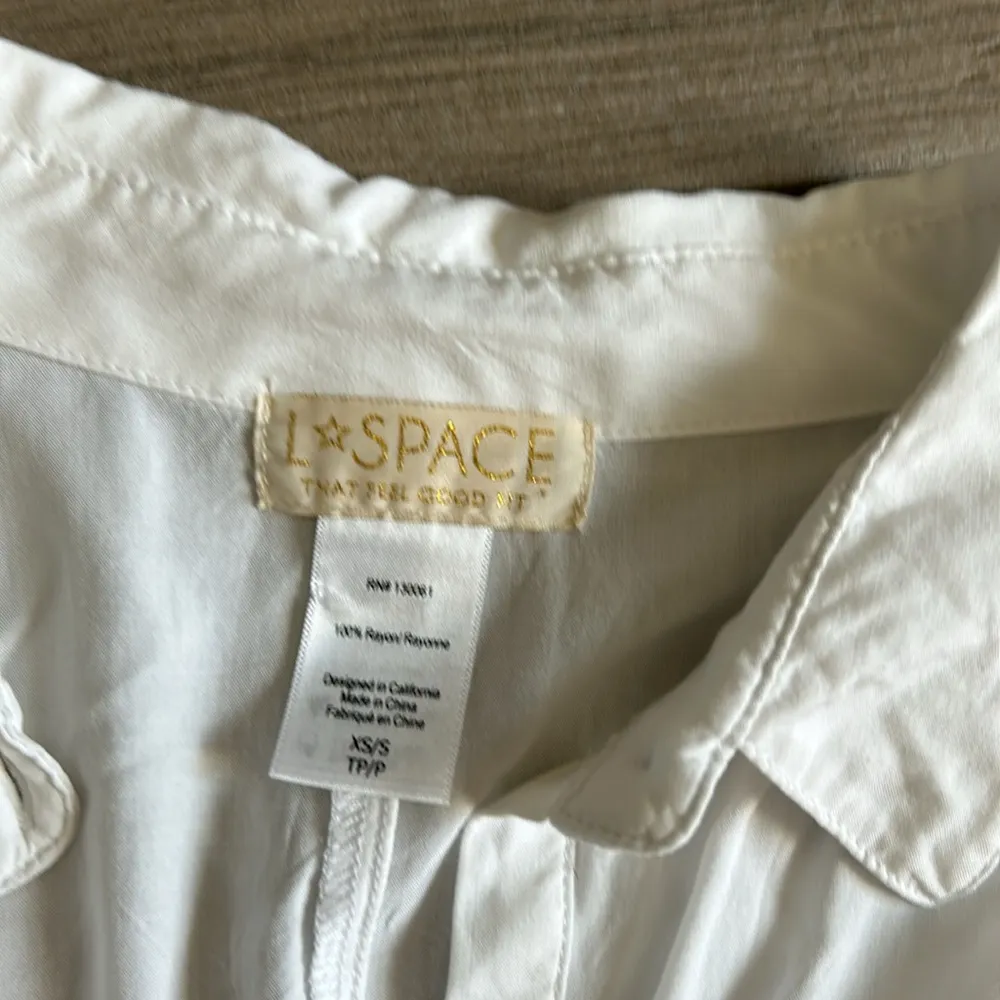 L☆SPACE
THAT FEEL GOOD FIT
RN# 130061
100% Rayon/ Rayonne
Designed in California
Made in China
Fabriqué en Chine
XS/S
TP/P